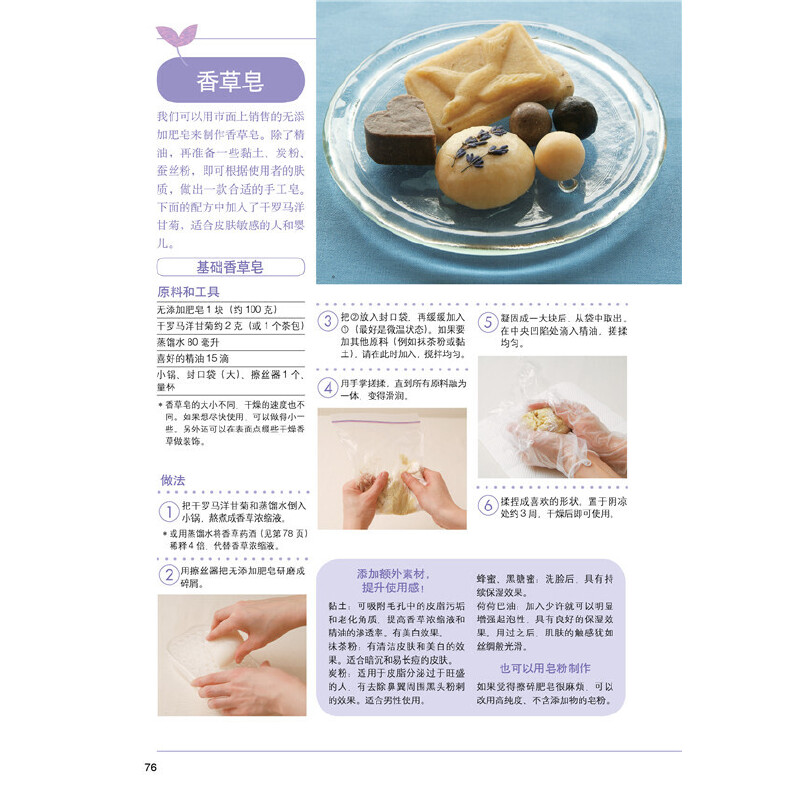 香草皂
我们可以用市面上销售的无添
加肥皂来制作香草皂。除了精
油，再准备一些黏土、炭粉、
蚕丝粉，即可根据使用者的肤
质，做出一款合适的手工皂。
下面的配方中加入了干罗马洋
甘菊，适合皮肤敏感的人和婴
儿。
基础香草皂
原料和工具
无添加肥皂1块（约100克）
干罗马洋甘菊约2克（或1个茶包）
蒸馏水80毫升
喜好的精油15滴
小锅、封口袋（大）、擦丝器1个、
量杯
*香草皂的大小不同，干燥的速度也不
同。如果想尽快使用，可以做得小一
些。另外还可以在表面点缀些干燥香
草做装饰。
做法
1 把干罗马洋甘菊和蒸馏水倒入
小锅，熬煮成香草浓缩液。
*或用蒸馏水将香草药酒（见第78页）
稀释4倍，代替香草浓缩液。
2 用擦丝器把无添加肥皂研磨成
碎屑。
3 把②放入封口袋，再缓缓加入
①（最好是微温状态）。如果要
加其他原料（例如抹茶粉或黏
土），请在此时加入，搅拌均匀。
4 用手掌搓揉，直到所有原料融为
一体，变得滑润。
5 凝固成一大块后，从袋中取出，
在中央凹陷处滴入精油，搓揉
均匀。
6 揉捏成喜欢的形状，置于阴凉
处约3周，干燥后即可使用。
添加额外素材，
提升使用感！
黏土：可吸附毛孔中的皮脂污垢
和老化角质，提高香草浓缩液和
精油的渗透率。有美白效果。
抹茶粉：有清洁皮肤和美白的效
果。适合暗沉和易长痘的皮肤。
炭粉：适用于皮脂分泌过于旺盛
的人，有去除鼻翼周围黑头粉刺
的效果。适合男性使用。
蜂蜜、黑糖蜜：洗脸后，具有持
续保湿效果。
荷荷巴油：加入少许就可以明显
增强起泡性，具有良好的保湿效
果。用过之后，肌肤的触感犹如
丝绸般光滑。
也可以用皂粉制作
如果觉得擦碎肥皂很麻烦，可以
改用高纯度、不含添加物的皂粉。
76